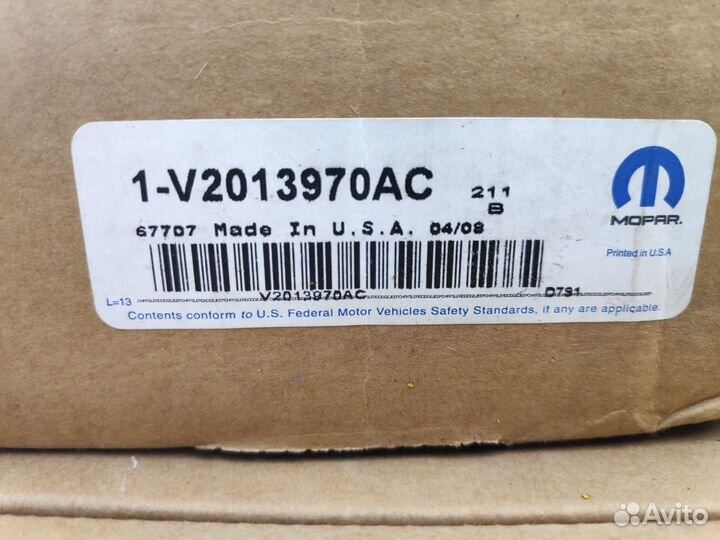 1-V2013970AC 211
B
MOPAR.
67707 Made In U.S.A. 04/08
Printed in U.S.A
V2013970AC D791
L=13
Contents conform to U.S. Federal Motor Vehicles Safety Standards, if any are applicable.
Avito